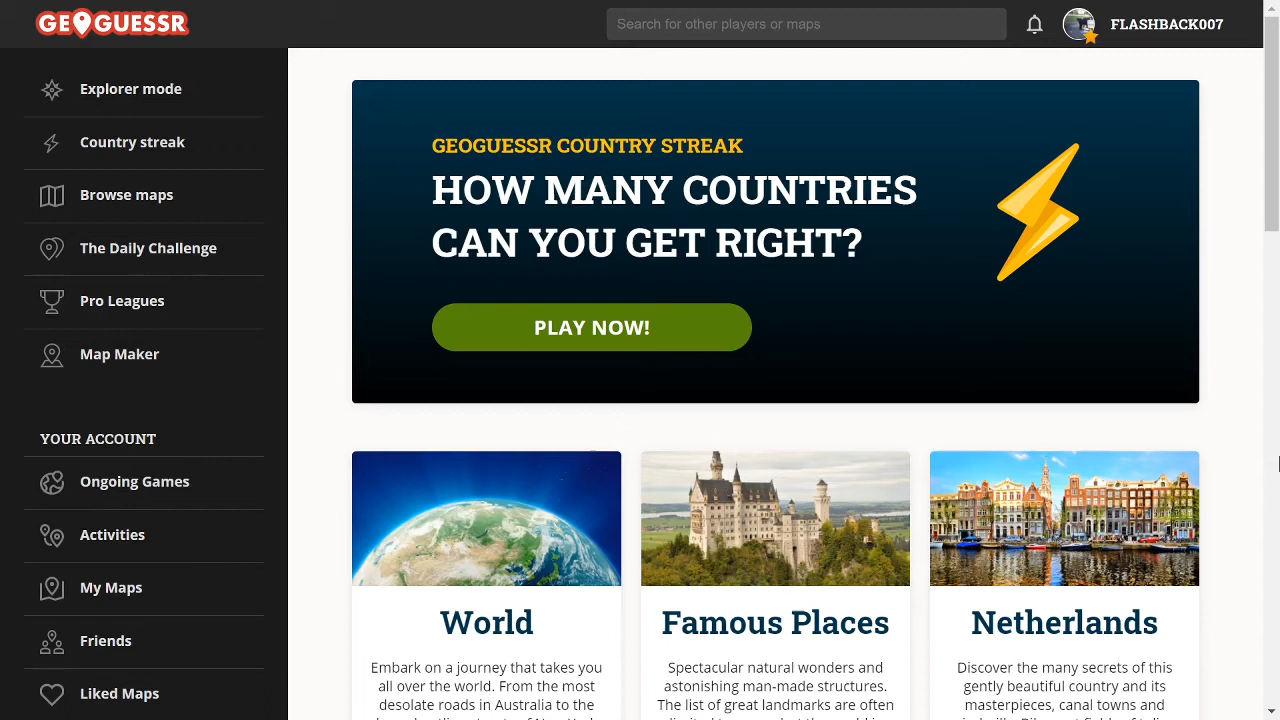 GEOGUESSR
Search for other players or maps
FLASHBACK007
Explorer mode
Country streak
Browse maps
The Daily Challenge
Pro Leagues
Map Maker
YOUR ACCOUNT
Ongoing Games
Activities
My Maps
Friends
Liked Maps
GEOGUESSR COUNTRY STREAK
HOW MANY COUNTRIES
CAN YOU GET RIGHT?
PLAY NOW!
World
Embark on a journey that takes you
all over the world. From the most
desolate roads in Australia to the
Famous Places
Spectacular natural wonders and
astonishing man-made structures.
The list of great landmarks are often
Netherlands
Discover the many secrets of this
gently beautiful country and its
masterpieces, canal towns and